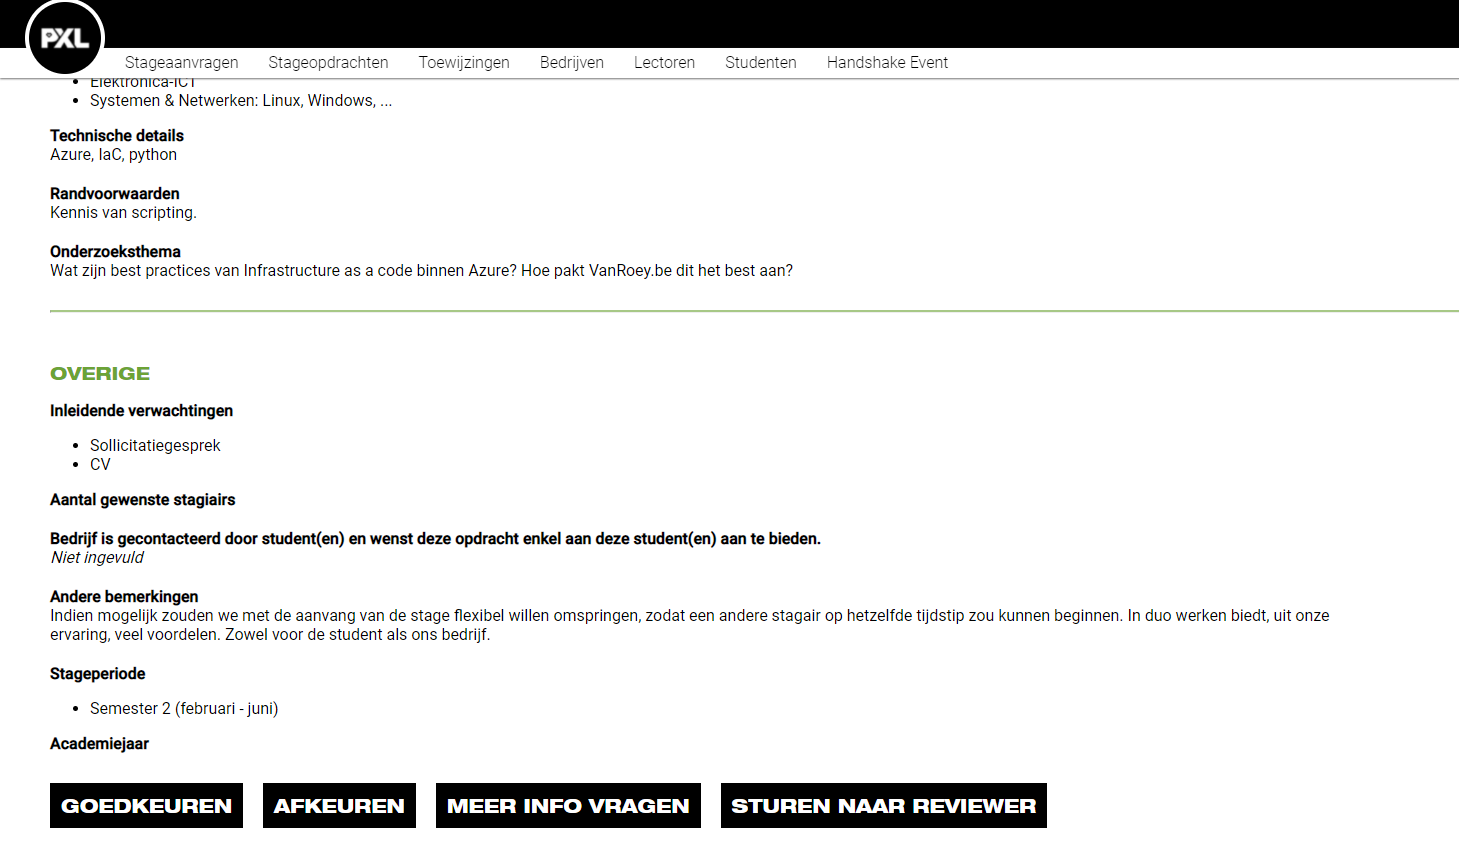 PXL
Stageaanvragen Stageopdrachten Toewijzingen Bedrijven Lectoren Studenten Handshake Event
Elektronica-ICT
Systemen & Netwerken: Linux, Windows, ...
Technische details
Azure, IaC, python
Randvoorwaarden
Kennis van scripting.
Onderzoeksthema
Wat zijn best practices van Infrastructure as a code binnen Azure? Hoe pakt VanRoey.be dit het best aan?
OVERIGE
Inleidende verwachtingen
Sollicitatiegesprek
CV
Aantal gewenste stagiairs
Bedrijf is gecontacteerd door student(en) en wenst deze opdracht enkel aan deze student(en) aan te bieden.
Niet ingevuld
Andere bemerkingen
Indien mogelijk zouden we met de aanvang van de stage flexibel willen omspringen, zodat een andere stagair op hetzelfde tijdstip zou kunnen beginnen. In duo werken biedt, uit onze
ervaring, veel voordelen. Zowel voor de student als ons bedrijf.
Stageperiode
Semester 2 (februari - juni)
Academiejaar
GOEDKEUREN AFKEUREN MEER INFO VRAGEN STUREN NAAR REVIEWER